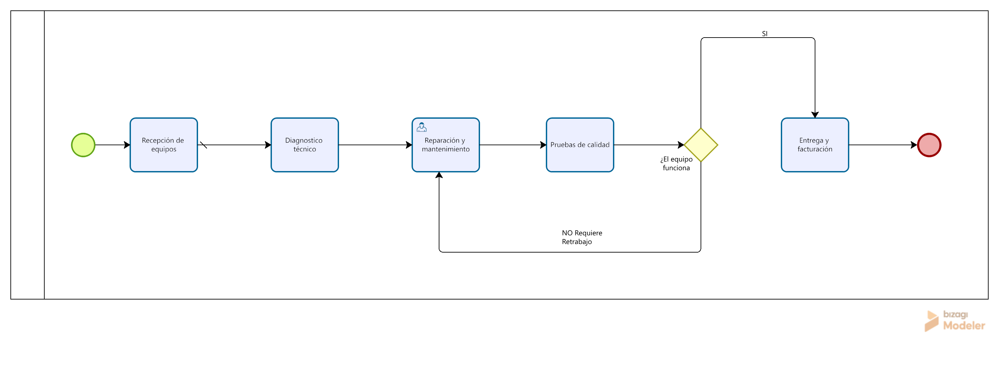 SI
Recepción de
equipos
Diagnostico
técnico
Reparación y
mantenimiento
Pruebas de calidad
¿El equipo
funciona
Entrega y
facturación
NO Requiere
Retrabajo
bizagi
Modeler